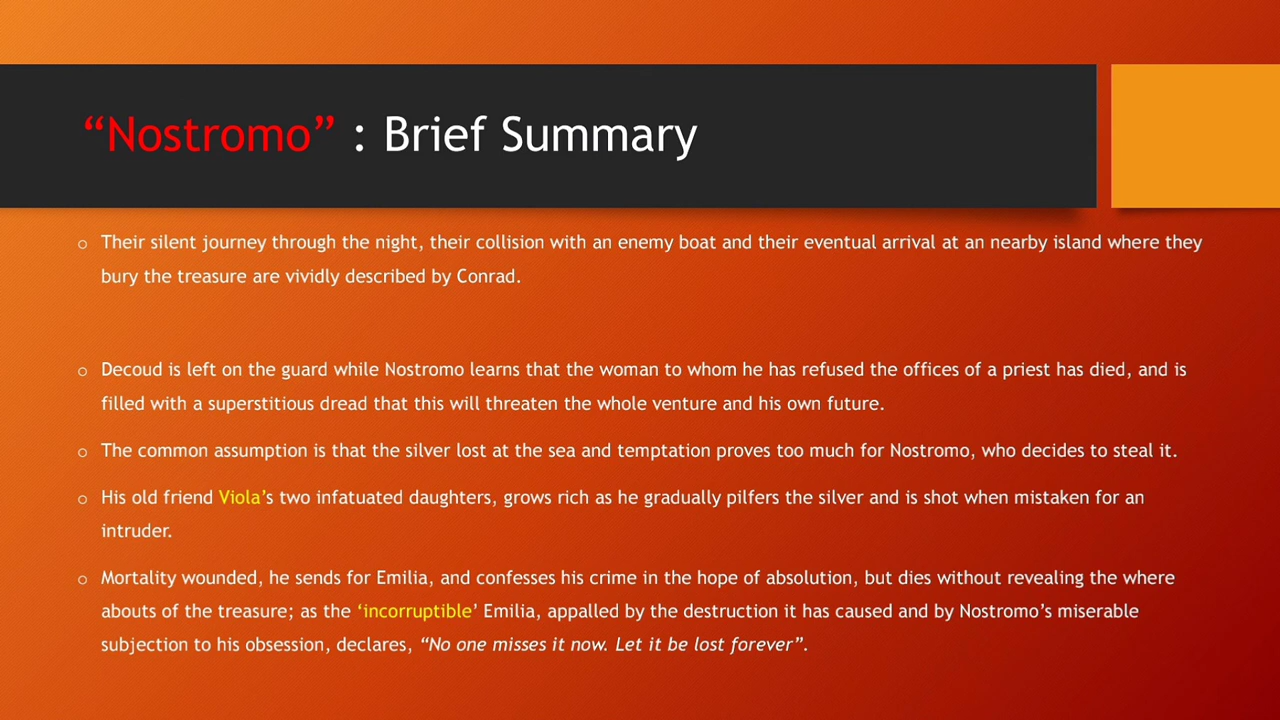 “Nostromo” : Brief Summary
o Their silent journey through the night, their collision with an enemy boat and their eventual arrival at an nearby island where they
bury the treasure are vividly described by Conrad.
o Decoud is left on the guard while Nostromo learns that the woman to whom he has refused the offices of a priest has died, and is
filled with a superstitious dread that this will threaten the whole venture and his own future.
o The common assumption is that the silver lost at the sea and temptation proves too much for Nostromo, who decides to steal it.
o His old friend Viola’s two infatuated daughters, grows rich as he gradually pilfers the silver and is shot when mistaken for an
intruder.
o Mortality wounded, he sends for Emilia, and confesses his crime in the hope of absolution, but dies without revealing the where
abouts of the treasure; as the ‘incorruptible’ Emilia, appalled by the destruction it has caused and by Nostromo’s miserable
subjection to his obsession, declares, “No one misses it now. Let it be lost forever”.